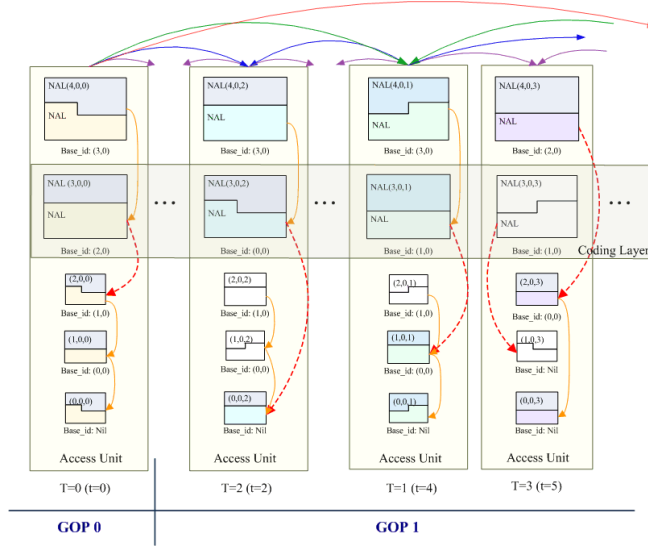 NAL(4,0,0)
NAL
Base_id: (3,0)
NAL(4,0,2)
NAL
Base_id: (3,0)
NAL(4,0,1)
NAL
Base_id: (3,0)
NAL(4,0,3)
NAL
Base_id: (2,0)
NAL(3,0,0)
NAL
Base_id: (2,0)
NAL(3,0,2)
NAL
Base_id: (0,0)
NAL(3,0,1)
NAL
Base_id: (1,0)
NAL(3,0,3)
NAL
Base_id: (1,0)
Coding Layer
(2,0,0)
Base_id: (1,0)
(2,0,2)
Base_id: (1,0)
(2,0,1)
Base_id: (1,0)
(2,0,3)
Base_id: (0,0)
(1,0,0)
Base_id: (0,0)
(1,0,2)
Base_id: (0,0)
(1,0,1)
Base_id: (0,0)
(1,0,3)
Base_id: Nil
(0,0,0)
Base_id: Nil
(0,0,2)
Base_id: Nil
(0,0,1)
Base_id: Nil
(0,0,3)
Base_id: Nil
Access Unit
Access Unit
Access Unit
Access Unit
T=0 (t=0)
T=2 (t=2)
T=1 (t=4)
T=3 (t=5)
GOP 0
GOP 1